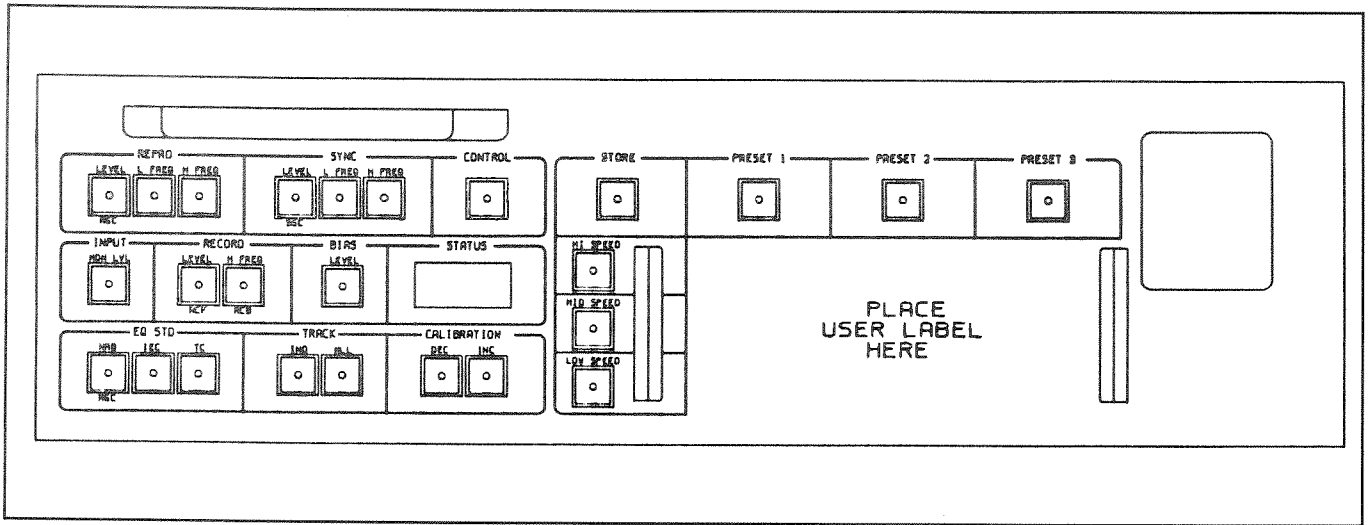 REPRO SYNC CONTROL STORE PRESET 1 PRESET 2 PRESET 3
LEVEL L FREQ H FREQ LEVEL L FREQ H FREQ
INPUT RECORD BIAS STATUS HI SPEED
MON LVL LEVEL H FREQ LEVEL
MID SPEED
EQ STD TRACK CALIBRATION
NAB IEC TC IND ALL DEC INC
LOW SPEED
PLACE
USER LABEL
HERE